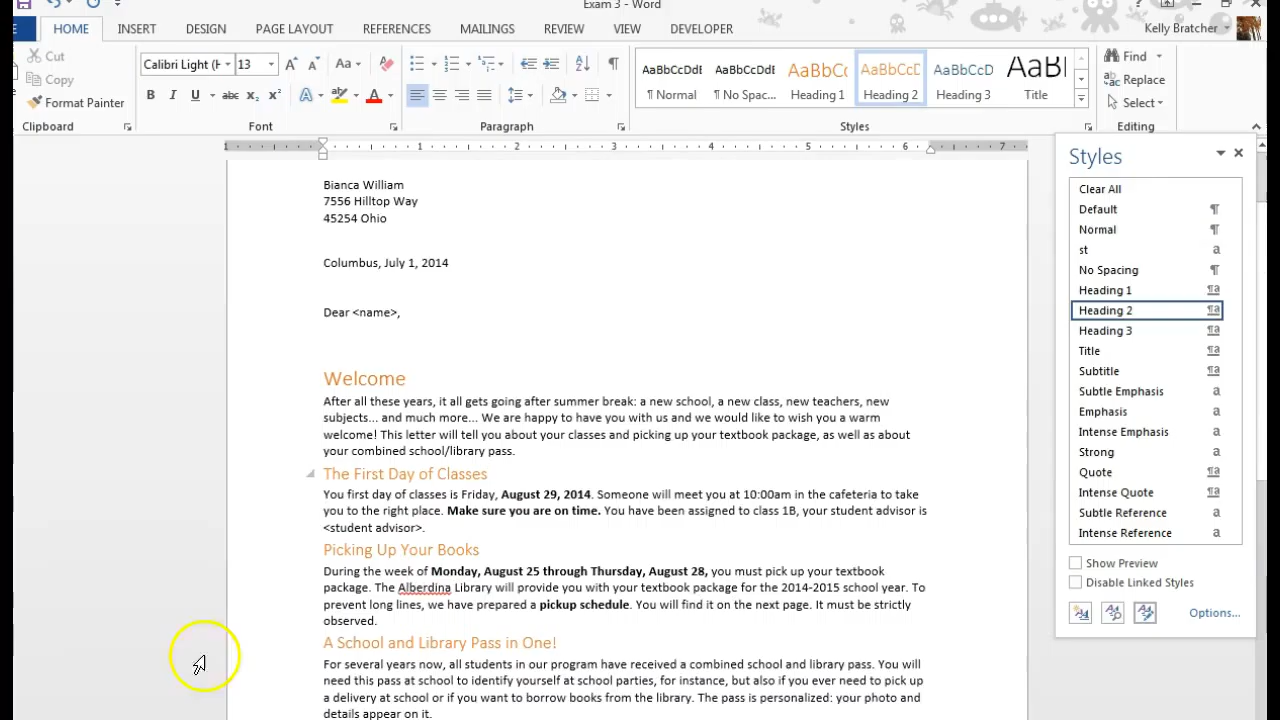 Exam 3 - Word
HOME INSERT DESIGN PAGE LAYOUT REFERENCES MAILINGS REVIEW VIEW DEVELOPER Kelly Bratcher
Cut
Copy
Format Painter
Clipboard
Calibri Light (H 13
Font
Paragraph
AaBbCcDdE AaBbCcDdE AaBbCc AaBbCcD AaBbCcDdI AaBI
¶ Normal ¶ No Spac... Heading 1 Heading 2 Heading 3 Title
Styles
Find
Replace
Select
Editing
1 1 2 3 4 5 6 7
Bianca William
7556 Hilltop Way
45254 Ohio
Columbus, July 1, 2014
Dear <name>,
Welcome
After all these years, it all gets going after summer break: a new school, a new class, new teachers, new
subjects... and much more... We are happy to have you with us and we would like to wish you a warm
welcome! This letter will tell you about your classes and picking up your textbook package, as well as about
your combined school/library pass.
The First Day of Classes
You first day of classes is Friday, August 29, 2014. Someone will meet you at 10:00am in the cafeteria to take
you to the right place. Make sure you are on time. You have been assigned to class 1B, your student advisor is
<student advisor>.
Picking Up Your Books
During the week of Monday, August 25 through Thursday, August 28, you must pick up your textbook
package. The Alberdina Library will provide you with your textbook package for the 2014-2015 school year. To
prevent long lines, we have prepared a pickup schedule. You will find it on the next page. It must be strictly
observed.
A School and Library Pass in One!
For several years now, all students in our program have received a combined school and library pass. You will
need this pass at school to identify yourself at school parties, for instance, but also if you ever need to pick up
a delivery at school or if you want to borrow books from the library. The pass is personalized: your photo and
details appear on it.
Styles
Clear All
Default ¶
Normal ¶
st a
No Spacing ¶
Heading 1 ¶a
Heading 2 ¶a
Heading 3 ¶a
Title ¶a
Subtitle ¶a
Subtle Emphasis a
Emphasis a
Intense Emphasis a
Strong a
Quote ¶a
Intense Quote ¶a
Subtle Reference a
Intense Reference a
Show Preview
Disable Linked Styles
Options...